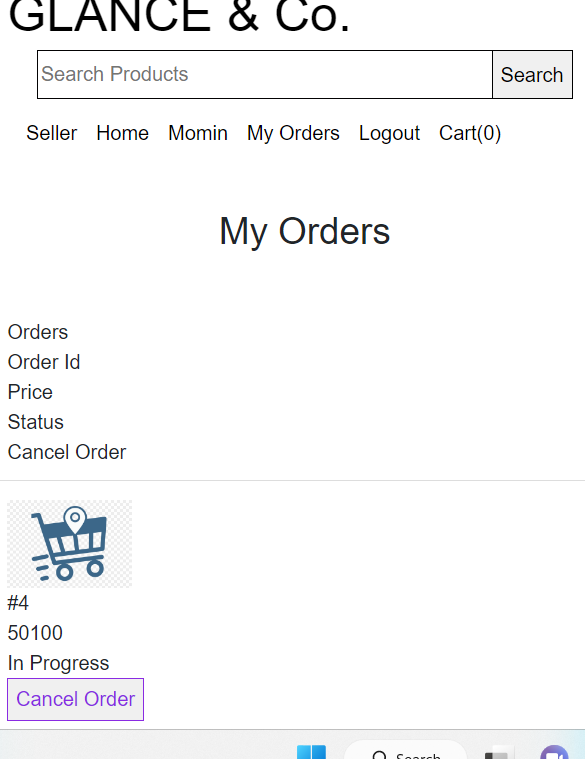 GLANCE & Co.
Search Products
Search
Seller Home Momin My Orders Logout Cart(0)
My Orders
Orders
Order Id
Price
Status
Cancel Order
#4
50100
In Progress
Cancel Order
Search